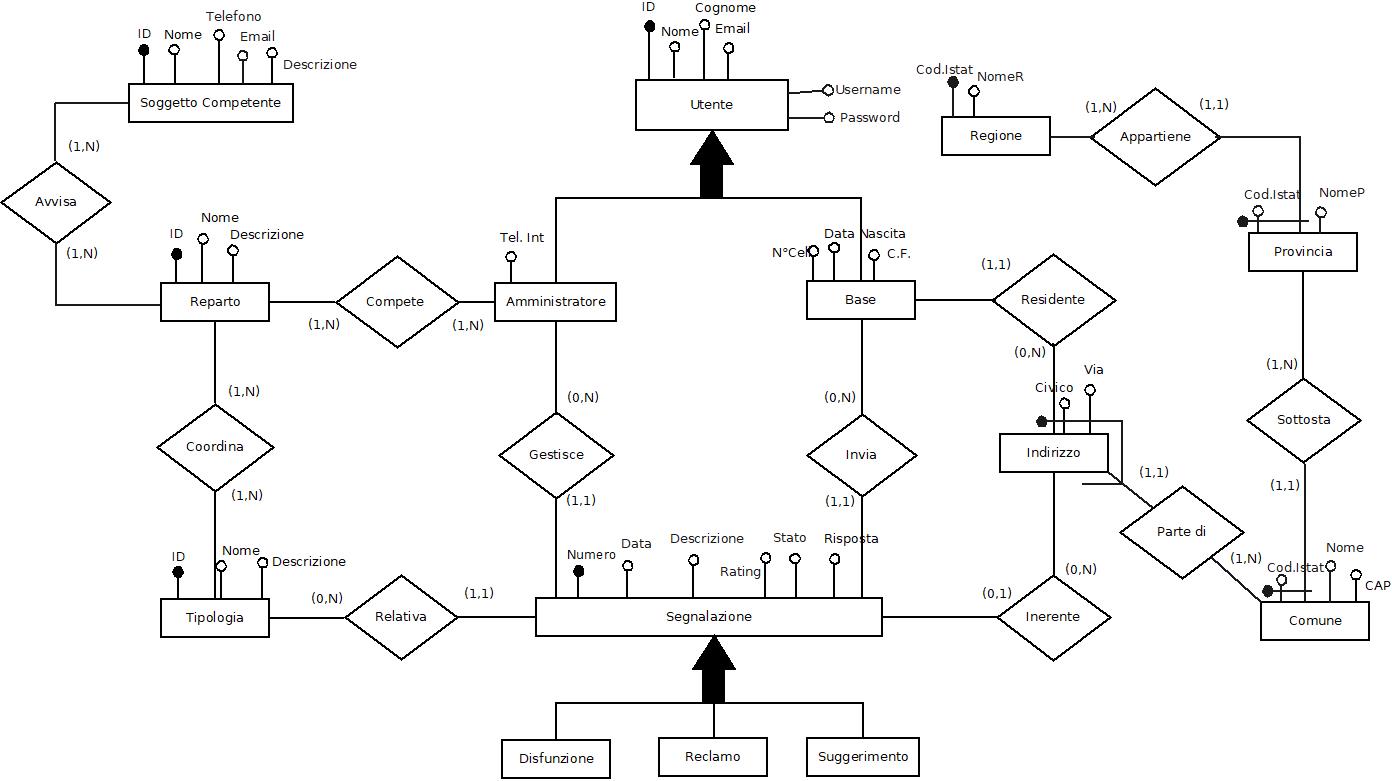 ID
Cognome
Telefono
ID
Nome
Email
Nome
Email
Descrizione
Cod.Istat
NomeR
Soggetto Competente
Utente
Username
Password
(1,N)
(1,1)
Regione
Appartiene
(1,N)
Avvisa
Cod.Istat
NomeP
Nome
ID
Descrizione
Tel. Int
Data Nascita
(1,N)
N°Cell
C.F.
Provincia
(1,1)
Reparto
Compete
Amministratore
Base
Residente
(1,N)
(1,N)
(0,N)
(1,N)
Via
Civico
(1,N)
(0,N)
(0,N)
Sottosta
Coordina
Gestisce
Invia
Indirizzo
(1,1)
(1,1)
(1,N)
(1,1)
(1,1)
Parte di
Numero
Data
Descrizione
Stato
Risposta
ID
Nome
Descrizione
Rating
(1,N)
(0,N)
Cod.Istat
Nome
CAP
(0,N)
(1,1)
(0,1)
Tipologia
Relativa
Segnalazione
Inerente
Comune
Disfunzione
Reclamo
Suggerimento